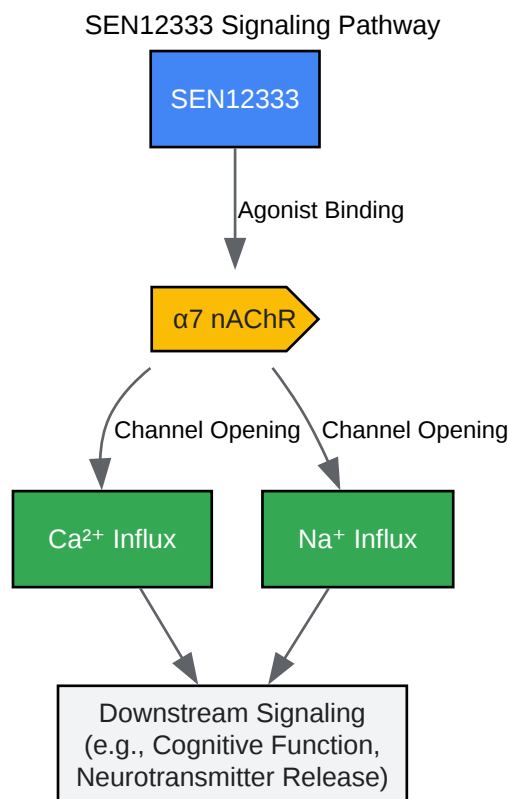 SEN12333 Signaling Pathway
SEN12333
Agonist Binding
α7 nAChR
Channel Opening
Channel Opening
Ca²⁺ Influx
Na⁺ Influx
Downstream Signaling
(e.g., Cognitive Function,
Neurotransmitter Release)